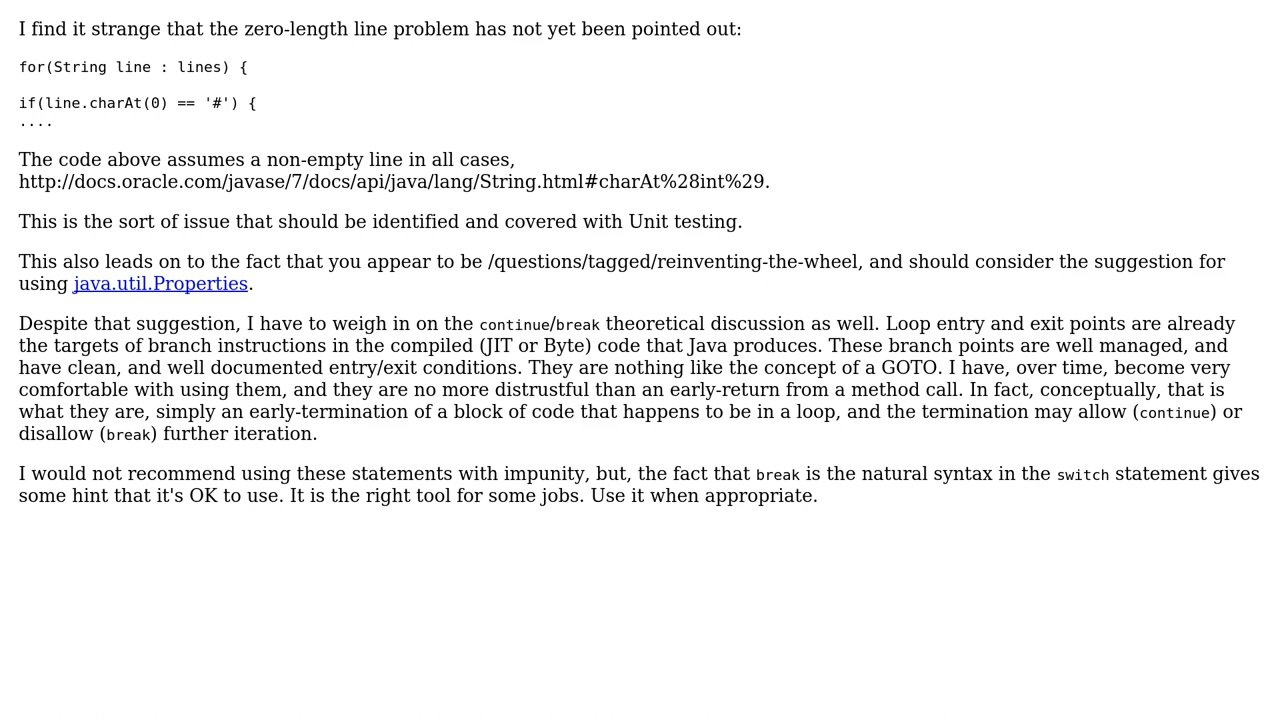 I find it strange that the zero-length line problem has not yet been pointed out:
for(String line : lines) {
if(line.charAt(0) == '#') {
....
The code above assumes a non-empty line in all cases,
http://docs.oracle.com/javase/7/docs/api/java/lang/String.html#charAt%28int%29.
This is the sort of issue that should be identified and covered with Unit testing.
This also leads on to the fact that you appear to be /questions/tagged/reinventing-the-wheel, and should consider the suggestion for
using java.util.Properties.
Despite that suggestion, I have to weigh in on the continue/break theoretical discussion as well. Loop entry and exit points are already
the targets of branch instructions in the compiled (JIT or Byte) code that Java produces. These branch points are well managed, and
have clean, and well documented entry/exit conditions. They are nothing like the concept of a GOTO. I have, over time, become very
comfortable with using them, and they are no more distrustful than an early-return from a method call. In fact, conceptually, that is
what they are, simply an early-termination of a block of code that happens to be in a loop, and the termination may allow (continue) or
disallow (break) further iteration.
I would not recommend using these statements with impunity, but, the fact that break is the natural syntax in the switch statement gives
some hint that it's OK to use. It is the right tool for some jobs. Use it when appropriate.